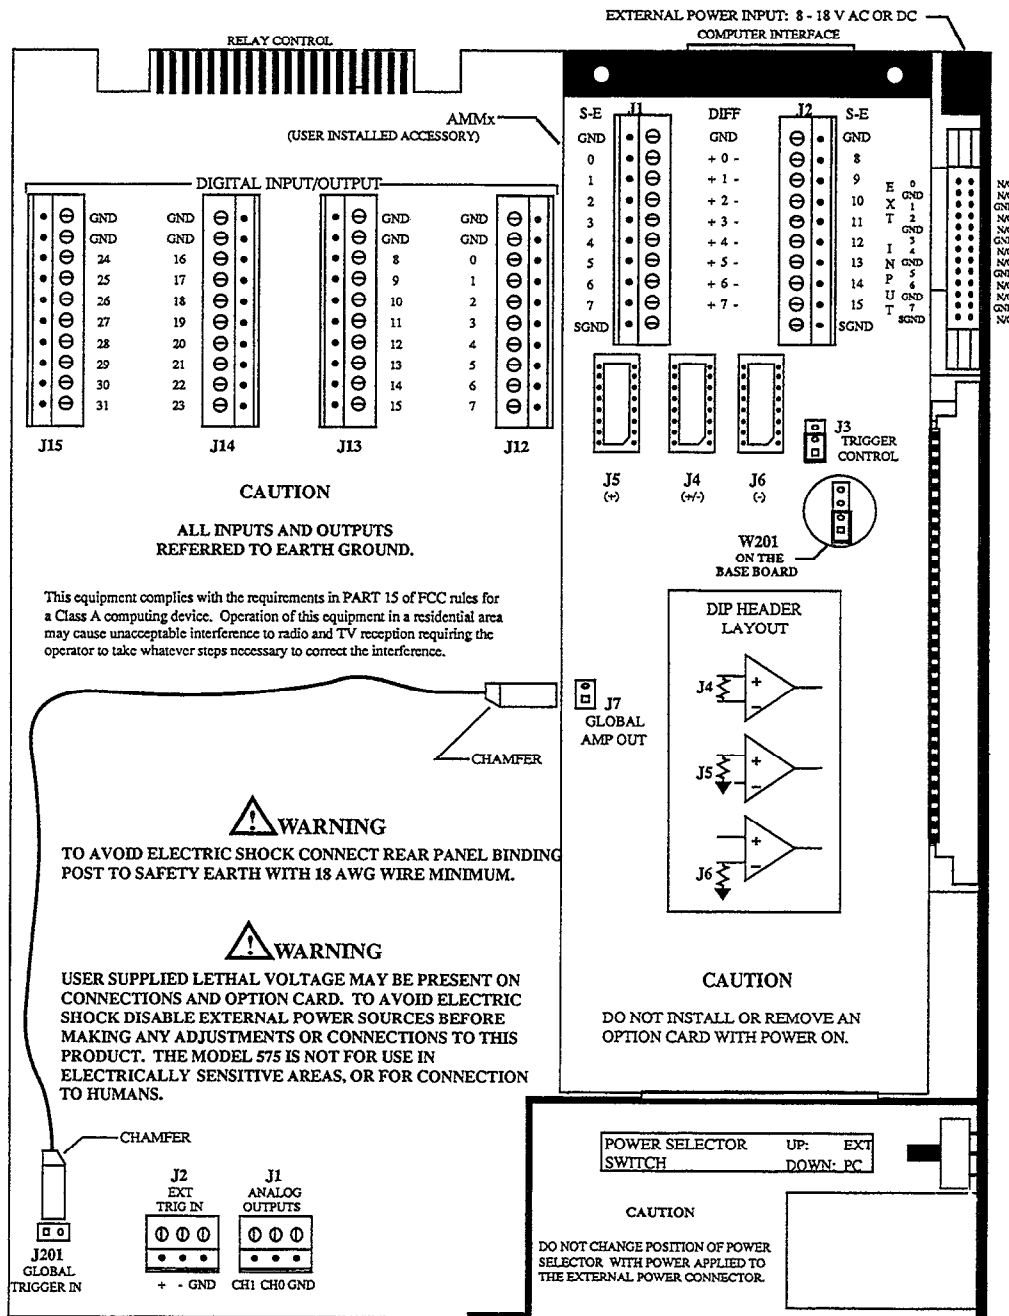 EXTERNAL POWER INPUT: 8 - 18 V AC OR DC
COMPUTER INTERFACE
RELAY CONTROL
AMMx
(USER INSTALLED ACCESSORY)
S-E J1 DIFF J2 S-E
GND GND GND
0 + 0 - 8
1 + 1 - 9
2 + 2 - 10
3 + 3 - 11
4 + 4 - 12
5 + 5 - 13
6 + 6 - 14
7 + 7 - 15
SGND SGND
EXT INPUT
0
GND
1
2
GND
3
4
GND
5
6
GND
7
SGND
DIGITAL INPUT/OUTPUT
GND GND GND GND
GND GND GND GND
24 16 8 0
25 17 9 1
26 18 10 2
27 19 11 3
28 20 12 4
29 21 13 5
30 22 14 6
31 23 15 7
J15 J14 J13 J12
J5 J4 J6
(+) (+/-) (-)
J3
TRIGGER
CONTROL
W201
ON THE
BASE BOARD
CAUTION
ALL INPUTS AND OUTPUTS
REFERRED TO EARTH GROUND.
This equipment complies with the requirements in PART 15 of FCC rules for
a Class A computing device. Operation of this equipment in a residential area
may cause unacceptable interference to radio and TV reception requiring the
operator to take whatever steps necessary to correct the interference.
DIP HEADER
LAYOUT
J4 + -
J5 + -
J6 + -
J7
GLOBAL
AMP OUT
CHAMFER
! WARNING
TO AVOID ELECTRIC SHOCK CONNECT REAR PANEL BINDING
POST TO SAFETY EARTH WITH 18 AWG WIRE MINIMUM.
! WARNING
USER SUPPLIED LETHAL VOLTAGE MAY BE PRESENT ON
CONNECTIONS AND OPTION CARD. TO AVOID ELECTRIC
SHOCK DISABLE EXTERNAL POWER SOURCES BEFORE
MAKING ANY ADJUSTMENTS OR CONNECTIONS TO THIS
PRODUCT. THE MODEL 575 IS NOT FOR USE IN
ELECTRICALLY SENSITIVE AREAS, OR FOR CONNECTION
TO HUMANS.
CAUTION
DO NOT INSTALL OR REMOVE AN
OPTION CARD WITH POWER ON.
CHAMFER
J201
GLOBAL
TRIGGER IN
J2
EXT
TRIG IN
+ - GND
J1
ANALOG
OUTPUTS
CH1 CH0 GND
POWER SELECTOR UP: EXT
SWITCH DOWN: PC
CAUTION
DO NOT CHANGE POSITION OF POWER
SELECTOR WITH POWER APPLIED TO
THE EXTERNAL POWER CONNECTOR.